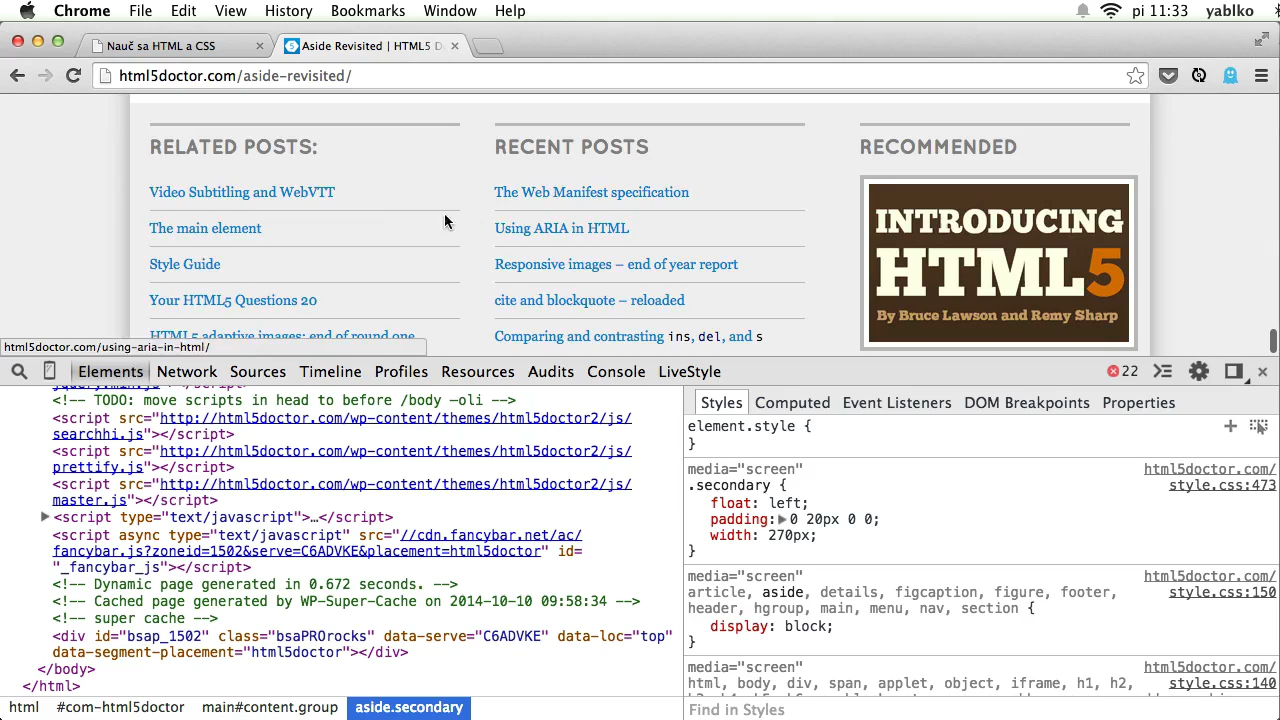 Chrome File Edit View History Bookmarks Window Help pi 11:33 yablko
Nauč sa HTML a CSS × 5 Aside Revisited | HTML5 D ×
html5doctor.com/aside-revisited/
RELATED POSTS: RECENT POSTS RECOMMENDED
Video Subtitling and WebVTT The Web Manifest specification
The main element Using ARIA in HTML
Style Guide Responsive images – end of year report
Your HTML5 Questions 20 cite and blockquote – reloaded
HTML5 adaptive images: end of round one Comparing and contrasting ins, del, and s
INTRODUCING
HTML5
By Bruce Lawson and Remy Sharp
html5doctor.com/using-aria-in-html/
Elements Network Sources Timeline Profiles Resources Audits Console LiveStyle 22
jquery.min.js"></script>
<!-- TODO: move scripts in head to before /body -oli -->
<script src="http://html5doctor.com/wp-content/themes/html5doctor2/js/
searchhi.js"></script>
<script src="http://html5doctor.com/wp-content/themes/html5doctor2/js/
prettify.js"></script>
<script src="http://html5doctor.com/wp-content/themes/html5doctor2/js/
master.js"></script>
<script type="text/javascript">…</script>
<script async type="text/javascript" src="//cdn.fancybar.net/ac/
fancybar.js?zoneid=1502&serve=C6ADVKE&placement=html5doctor" id=
"_fancybar_js"></script>
<!-- Dynamic page generated in 0.672 seconds. -->
<!-- Cached page generated by WP-Super-Cache on 2014-10-10 09:58:34 -->
<!-- super cache -->
<div id="bsap_1502" class="bsaPROrocks" data-serve="C6ADVKE" data-loc="top"
data-segment-placement="html5doctor"></div>
</body>
</html>
html #com-html5doctor main#content.group aside.secondary
Styles Computed Event Listeners DOM Breakpoints Properties
element.style {
}
media="screen" html5doctor.com/
.secondary { style.css:473
float: left;
padding: 0 20px 0 0;
width: 270px;
}
media="screen" html5doctor.com/
article, aside, details, figcaption, figure, footer, style.css:150
header, hgroup, main, menu, nav, section {
display: block;
}
media="screen" html5doctor.com/
html, body, div, span, applet, object, iframe, h1, h2, style.css:140
Find in Styles